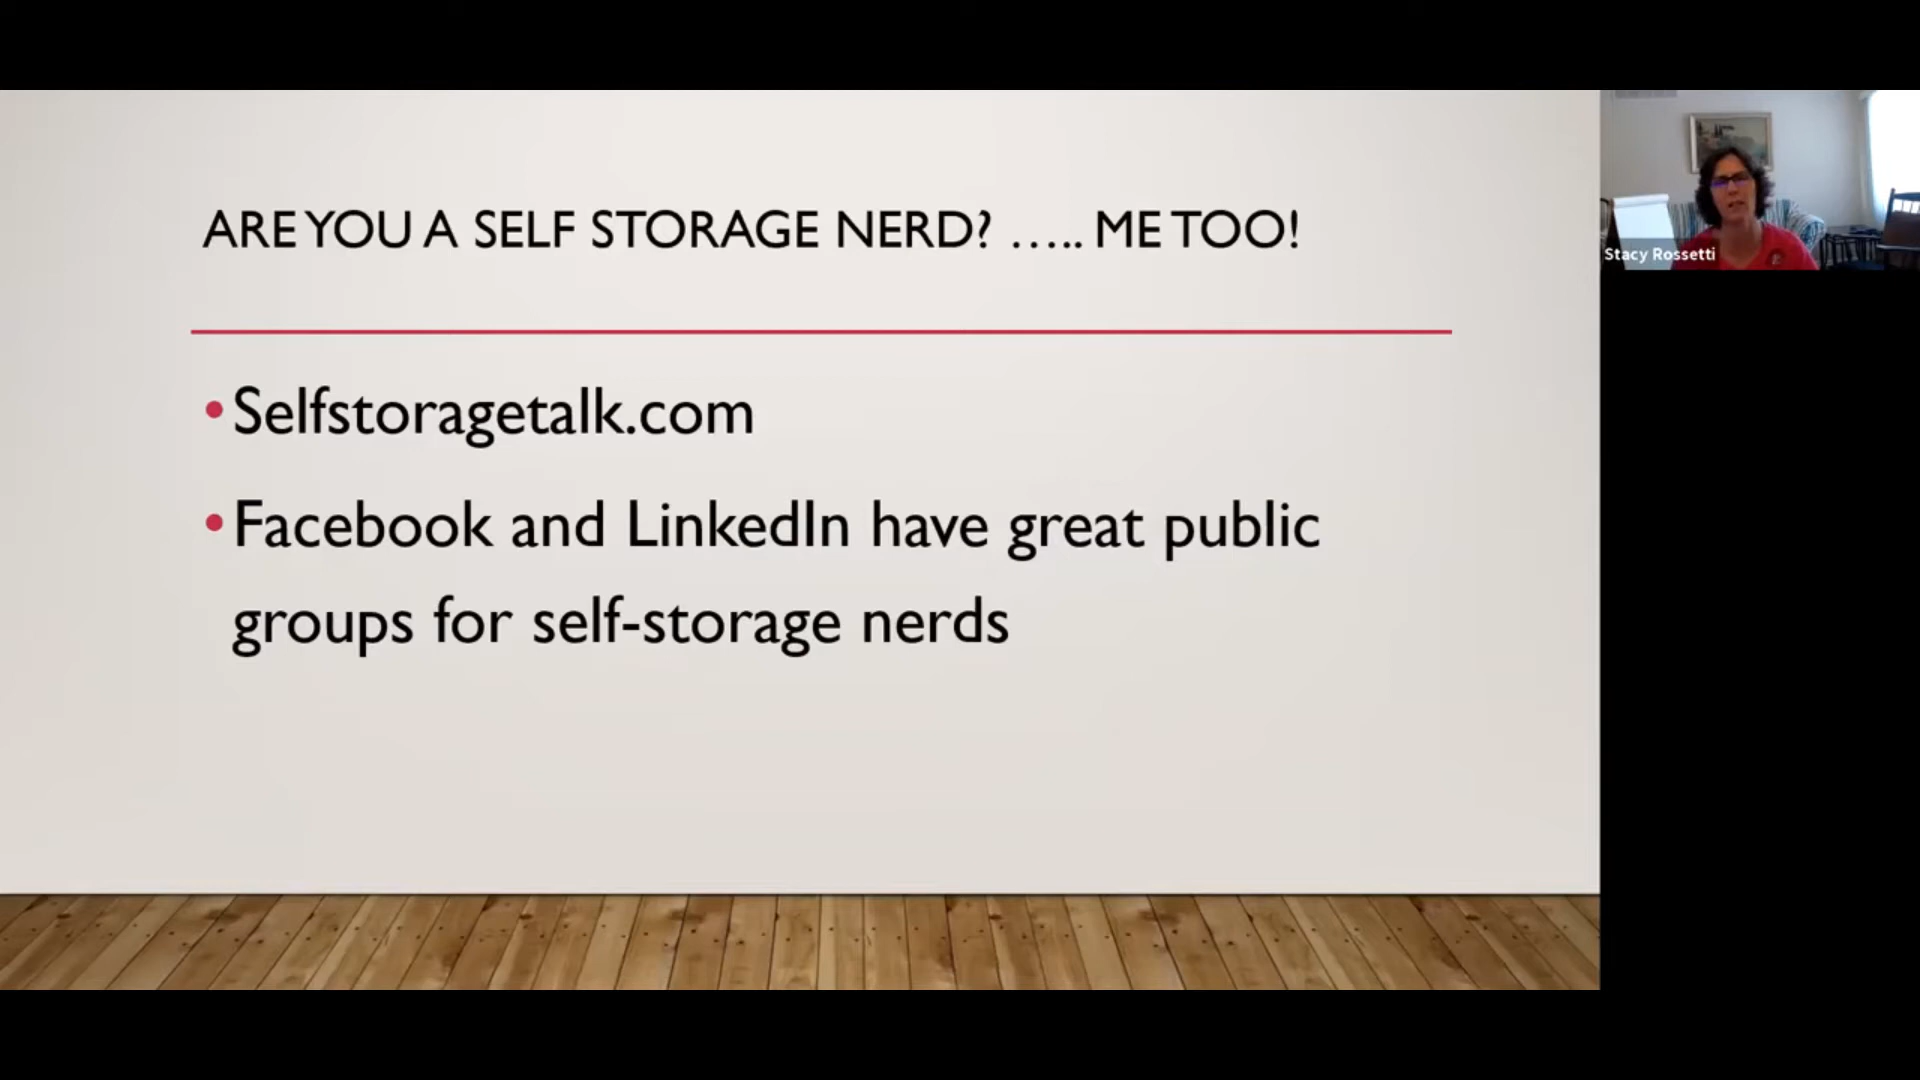 ARE YOU A SELF STORAGE NERD? ..... ME TOO!
•Selfstoragetalk.com
•Facebook and LinkedIn have great public
groups for self-storage nerds
Stacy Rossetti